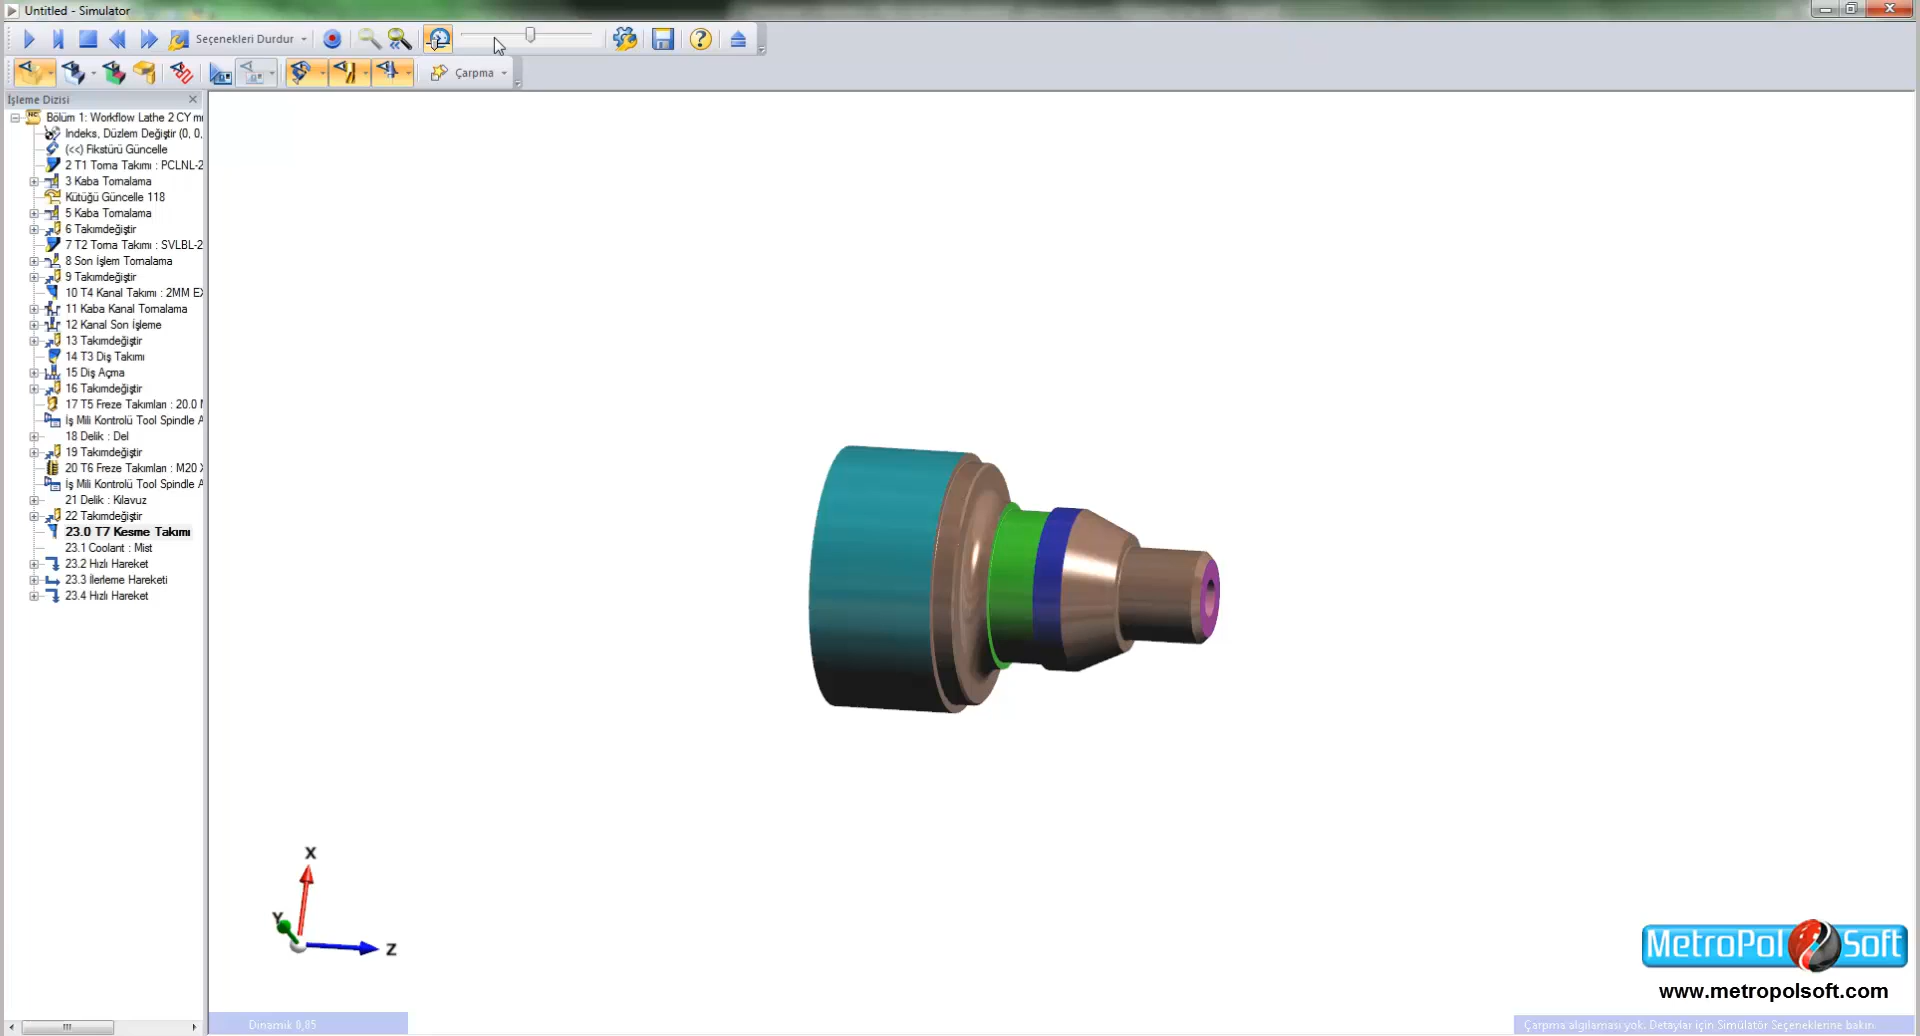 Untitled - Simulator
Seçenekleri Durdur
Çarpma
İşleme Dizisi
Bölüm 1: Workflow Lathe 2 CY mr
İndeks, Düzlem Değiştir (0, 0,
(<<) Fikstürü Güncelle
2 T1 Torna Takımı : PCLNL-2
3 Kaba Tornalama
Kütüğü Güncelle 118
5 Kaba Tornalama
6 Takımdeğiştir
7 T2 Torna Takımı : SVLBL-2
8 Son İşlem Tornalama
9 Takımdeğiştir
10 T4 Kanal Takımı : 2MM EX
11 Kaba Kanal Tornalama
12 Kanal Son İşleme
13 Takımdeğiştir
14 T3 Diş Takımı
15 Diş Açma
16 Takımdeğiştir
17 T5 Freze Takımları : 20.0 M
İş Mili Kontrolü Tool Spindle A
18 Delik : Del
19 Takımdeğiştir
20 T6 Freze Takımları : M20 X
İş Mili Kontrolü Tool Spindle A
21 Delik : Kılavuz
22 Takımdeğiştir
23.0 T7 Kesme Takımı
23.1 Coolant : Mist
23.2 Hızlı Hareket
23.3 İlerleme Hareketi
23.4 Hızlı Hareket
X
Y
Z
MetroPol Soft
www.metropolsoft.com
Dinamik 0,85
Çarpma algılaması yok. Detaylar için Simülatör Seçeneklerine bakın